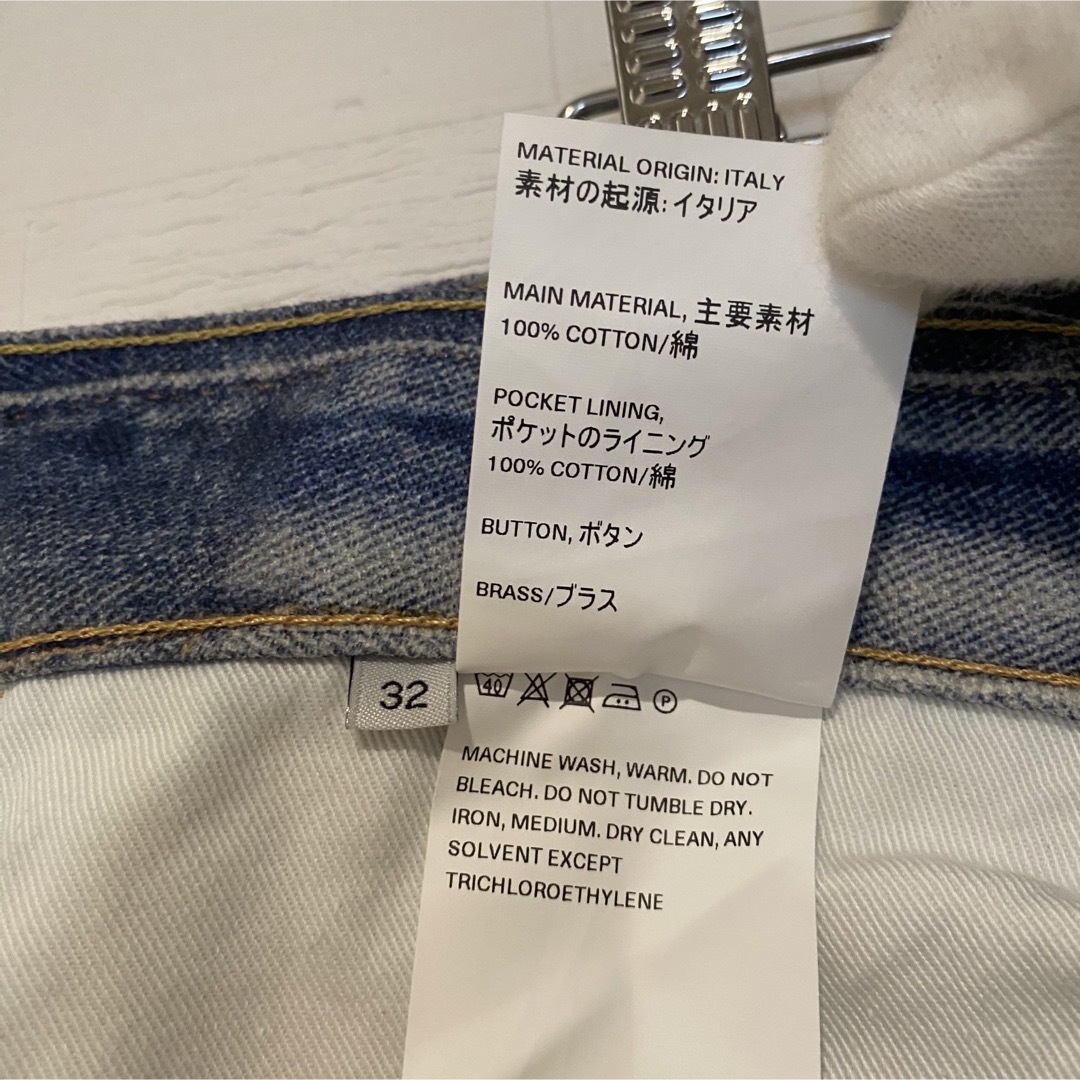 MATERIAL ORIGIN: ITALY
素材の起源: イタリア
MAIN MATERIAL, 主要素材
100% COTTON/綿
POCKET LINING,
ポケットのライニング
100% COTTON/綿
BUTTON, ボタン
BRASS/ブラス
32
40
P
MACHINE WASH, WARM. DO NOT
BLEACH. DO NOT TUMBLE DRY.
IRON, MEDIUM. DRY CLEAN, ANY
SOLVENT EXCEPT
TRICHLOROETHYLENE